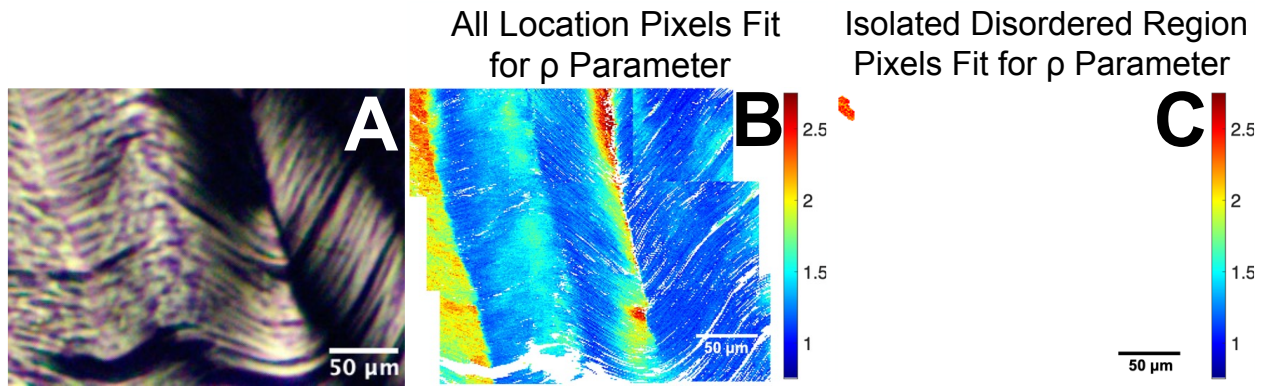 All Location Pixels Fit
for ρ Parameter
Isolated Disordered Region
Pixels Fit for ρ Parameter
A
50 μm
B
2.5
2
1.5
1
50 μm
C
2.5
2
1.5
1
50 μm